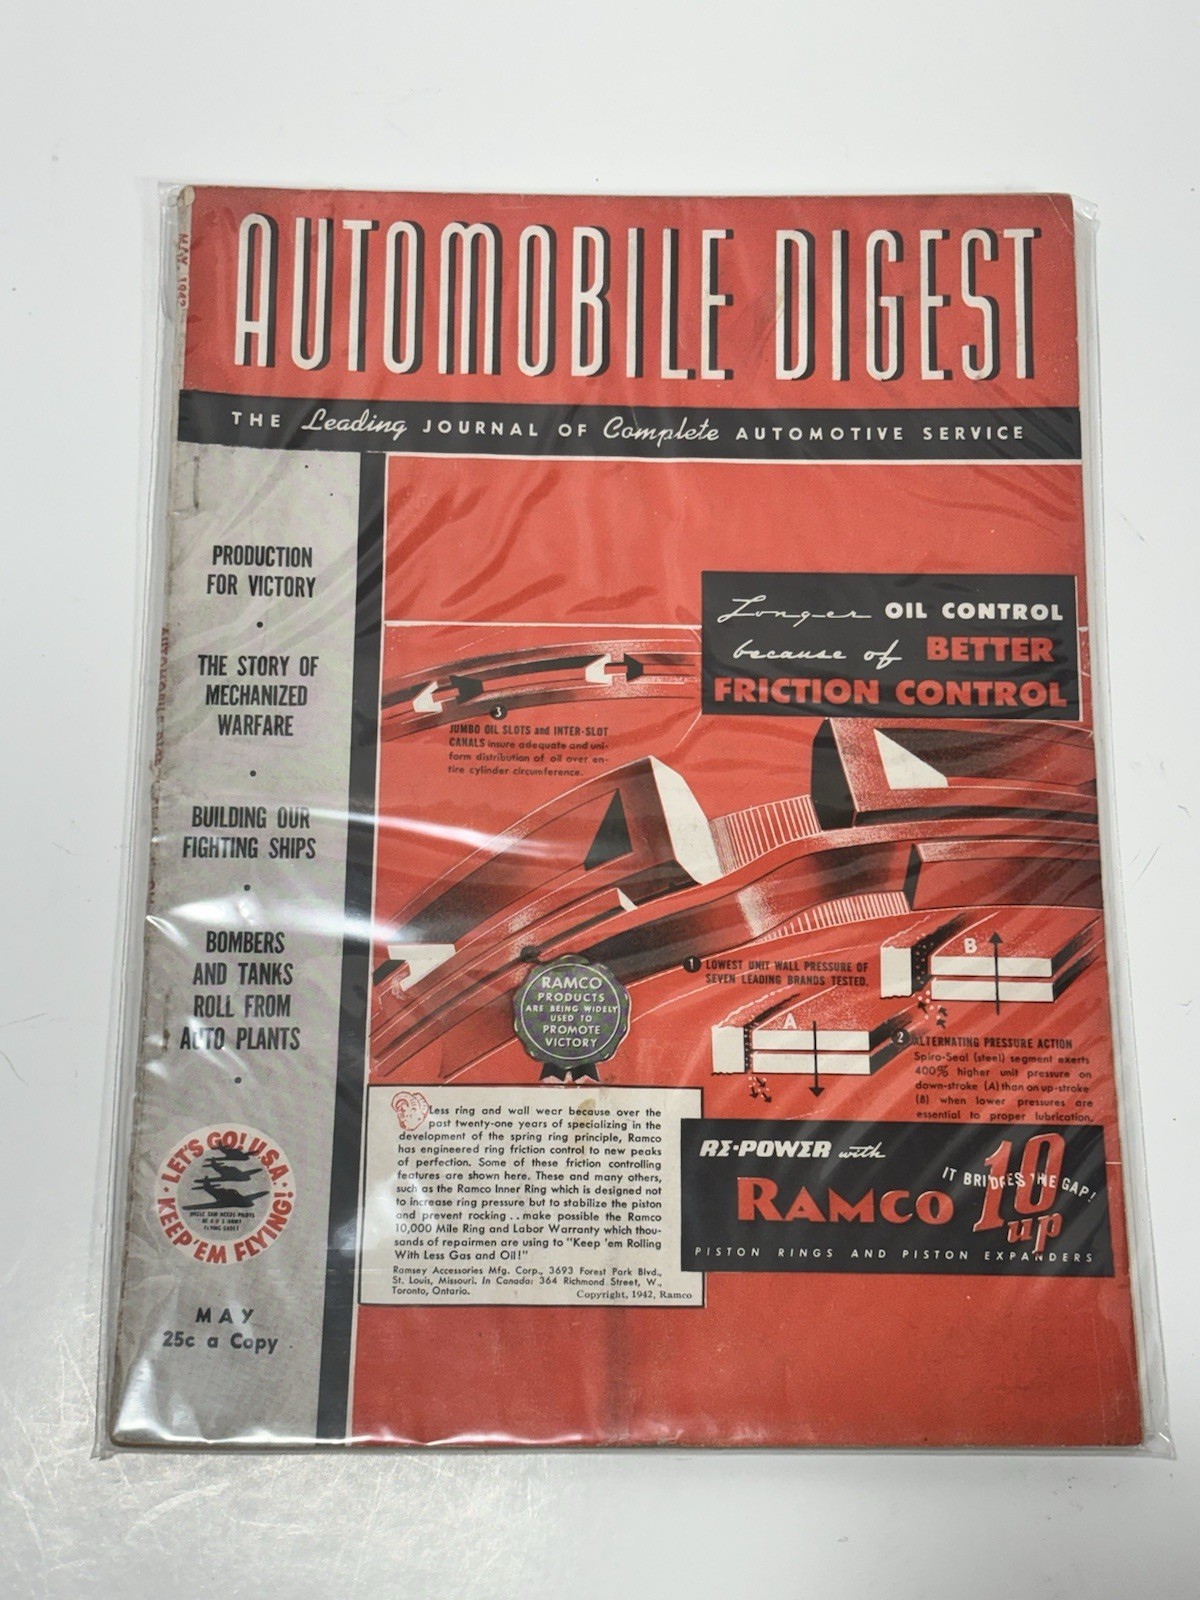 MAY, 1942
AUTOMOBILE DIGEST
THE Leading JOURNAL OF Complete AUTOMOTIVE SERVICE
PRODUCTION
FOR VICTORY
•
THE STORY OF
MECHANIZED
WARFARE
•
BUILDING OUR
FIGHTING SHIPS
•
BOMBERS
AND TANKS
ROLL FROM
AUTO PLANTS
•
LET'S GO! U.S.A.
KEEP 'EM FLYING!
UNCLE SAM NEEDS PILOTS
BE A U.S. ARMY
FLYING CADET
MAY
25c a Copy
Longer OIL CONTROL
because of BETTER
FRICTION CONTROL
3
JUMBO OIL SLOTS and INTER-SLOT
CANALS insure adequate and uni-
form distribution of oil over en-
tire cylinder circumference.
1 LOWEST UNIT WALL PRESSURE OF
SEVEN LEADING BRANDS TESTED.
B
A
2 ALTERNATING PRESSURE ACTION
Spiro-Seal (steel) segment exerts
400% higher unit pressure on
down-stroke (A) than on up-stroke
(B) when lower pressures are
essential to proper lubrication.
RAMCO
PRODUCTS
ARE BEING WIDELY
USED TO
PROMOTE
VICTORY
Less ring and wall wear because over the
past twenty-one years of specializing in the
development of the spring ring principle, Ramco
has engineered ring friction control to new peaks
of perfection. Some of these friction controlling
features are shown here. These and many others,
such as the Ramco Inner Ring which is designed not
to increase ring pressure but to stabilize the piston
and prevent rocking . . make possible the Ramco
10,000 Mile Ring and Labor Warranty which thou-
sands of repairmen are using to "Keep 'em Rolling
With Less Gas and Oil!"
Ramsey Accessories Mfg. Corp., 3693 Forest Park Blvd.,
St. Louis, Missouri. In Canada: 364 Richmond Street, W.,
Toronto, Ontario.
Copyright, 1942, Ramco
RE-POWER with
RAMCO 10 up
IT BRIDGES THE GAP!
PISTON RINGS AND PISTON EXPANDERS